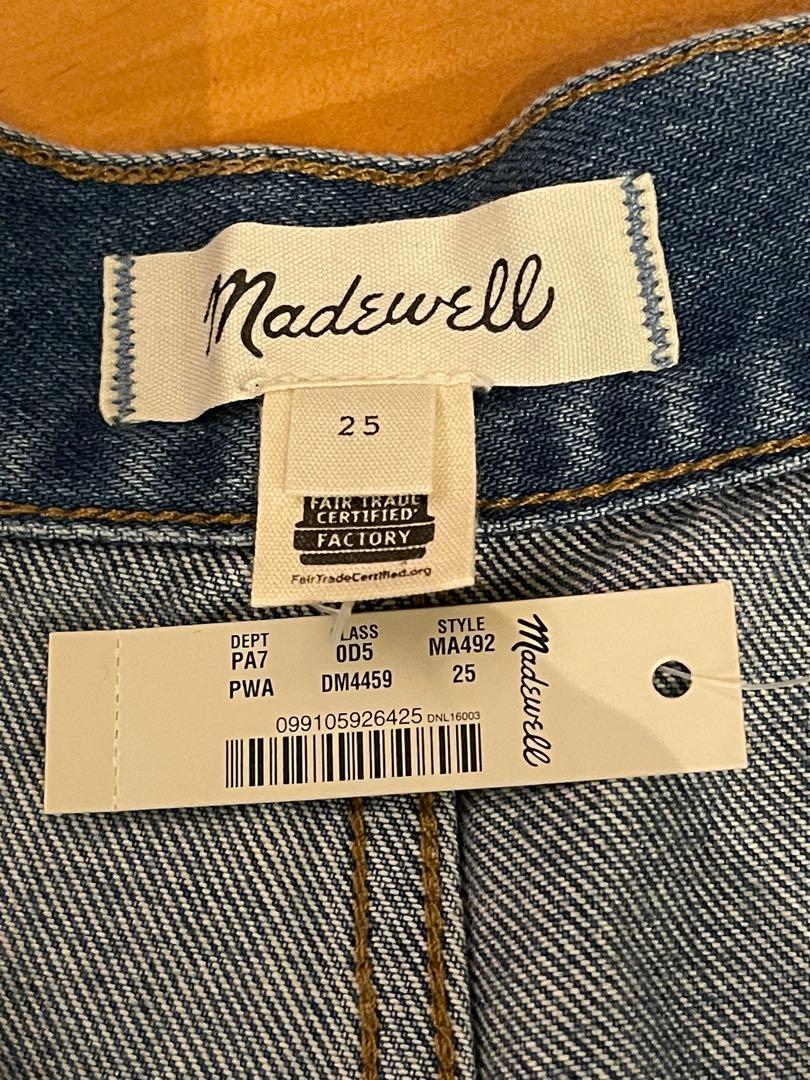 Madewell
25
FAIR TRADE
CERTIFIED
FACTORY
FairTradeCertified.org
DEPT LASS STYLE
PA7 0D5 MA492
PWA DM4459 25
099105926425 DNL16003
Madewell